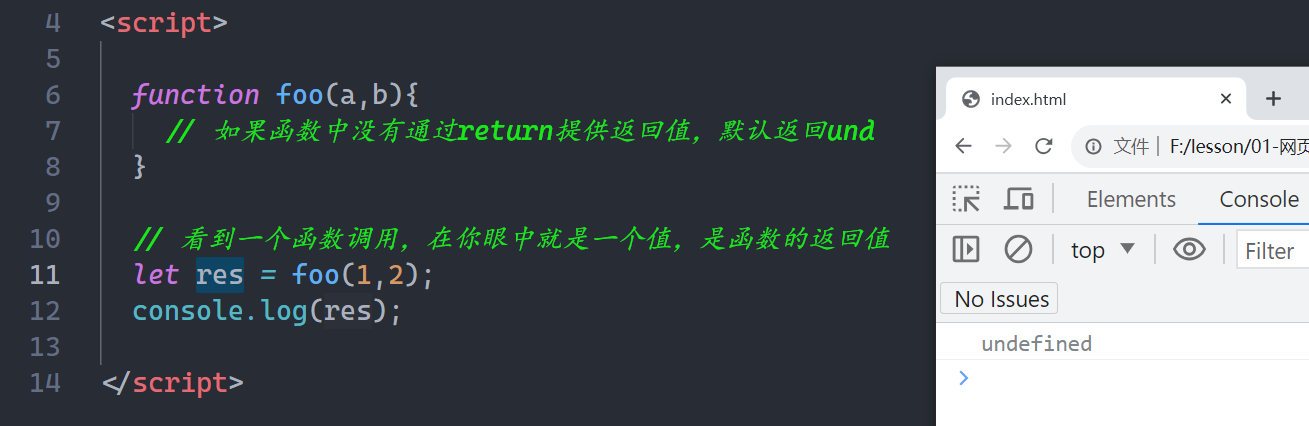 4 <script>
5
6 function foo(a,b){
7 // 如果函数中没有通过return提供返回值，默认返回und
8 }
9
10 // 看到一个函数调用，在你眼中就是一个值，是函数的返回值
11 let res = foo(1,2);
12 console.log(res);
13
14 </script>
index.html
文件 F:/lesson/01-网页
Elements Console
top Filter
No Issues
undefined